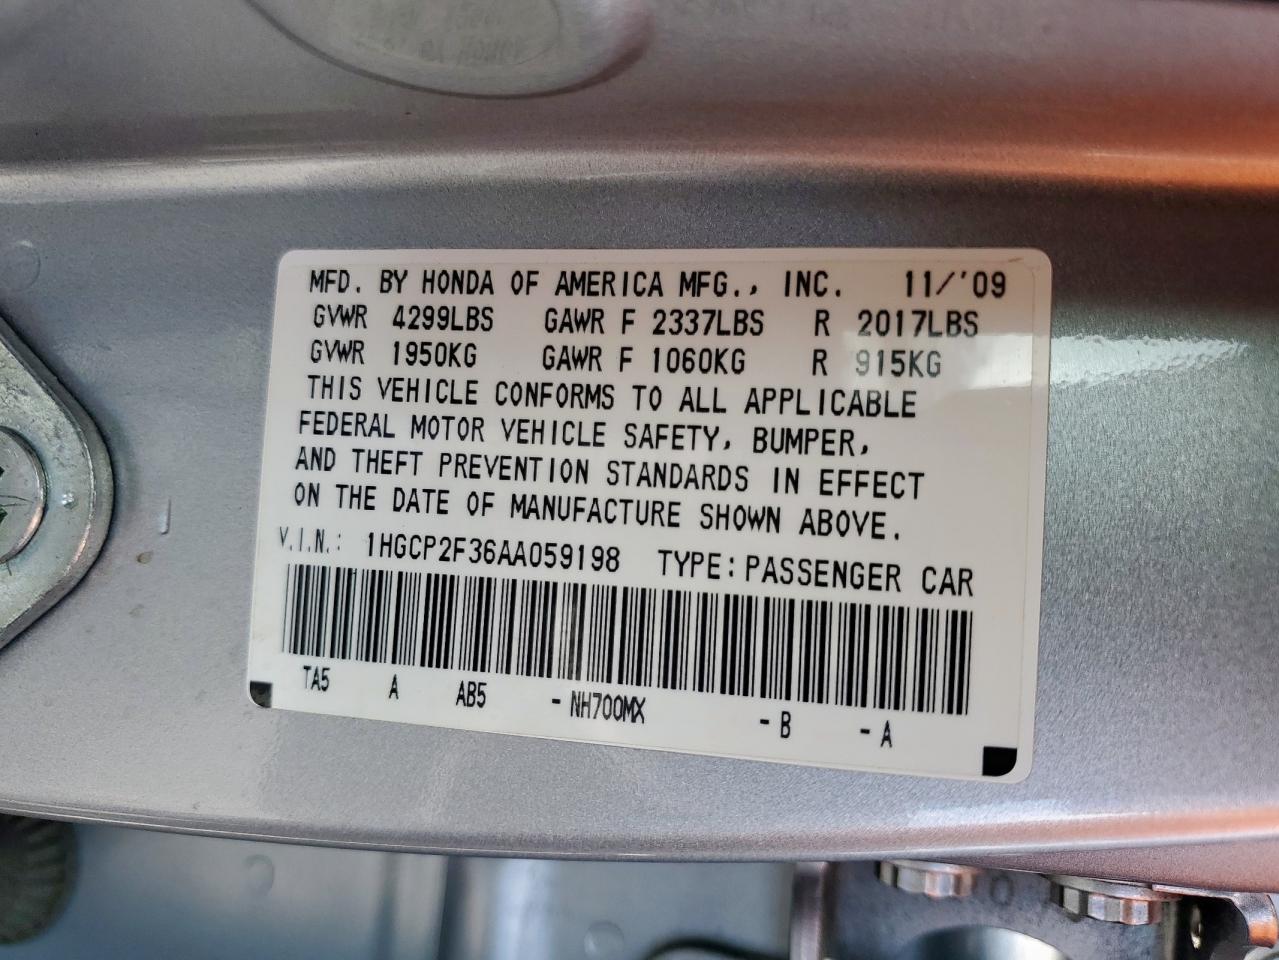 MFD. BY HONDA OF AMERICA MFG., INC. 11/'09
GVWR 4299LBS GAWR F 2337LBS R 2017LBS
GVWR 1950KG GAWR F 1060KG R 915KG
THIS VEHICLE CONFORMS TO ALL APPLICABLE
FEDERAL MOTOR VEHICLE SAFETY, BUMPER,
AND THEFT PREVENTION STANDARDS IN EFFECT
ON THE DATE OF MANUFACTURE SHOWN ABOVE.
V.I.N.: 1HGCP2F36AA059198 TYPE: PASSENGER CAR
TA5 A AB5 - NH700MX - B - A